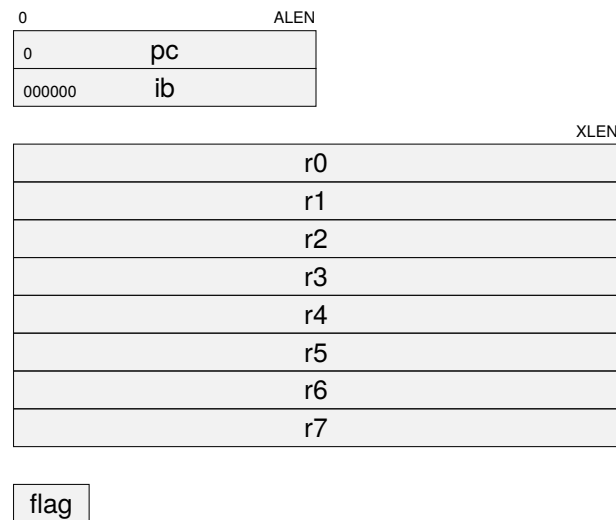 0 ALEN
0 pc
000000 ib
XLEN
r0
r1
r2
r3
r4
r5
r6
r7
flag